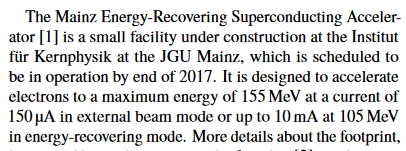 The Mainz Energy-Recovering Superconducting Acceler-
ator [1] is a small facility under construction at the Institut
für Kernphysik at the JGU Mainz, which is scheduled to
be in operation by end of 2017. It is designed to accelerate
electrons to a maximum energy of 155 MeV at a current of
150 µA in external beam mode or up to 10 mA at 105 MeV
in energy-recovering mode. More details about the footprint,